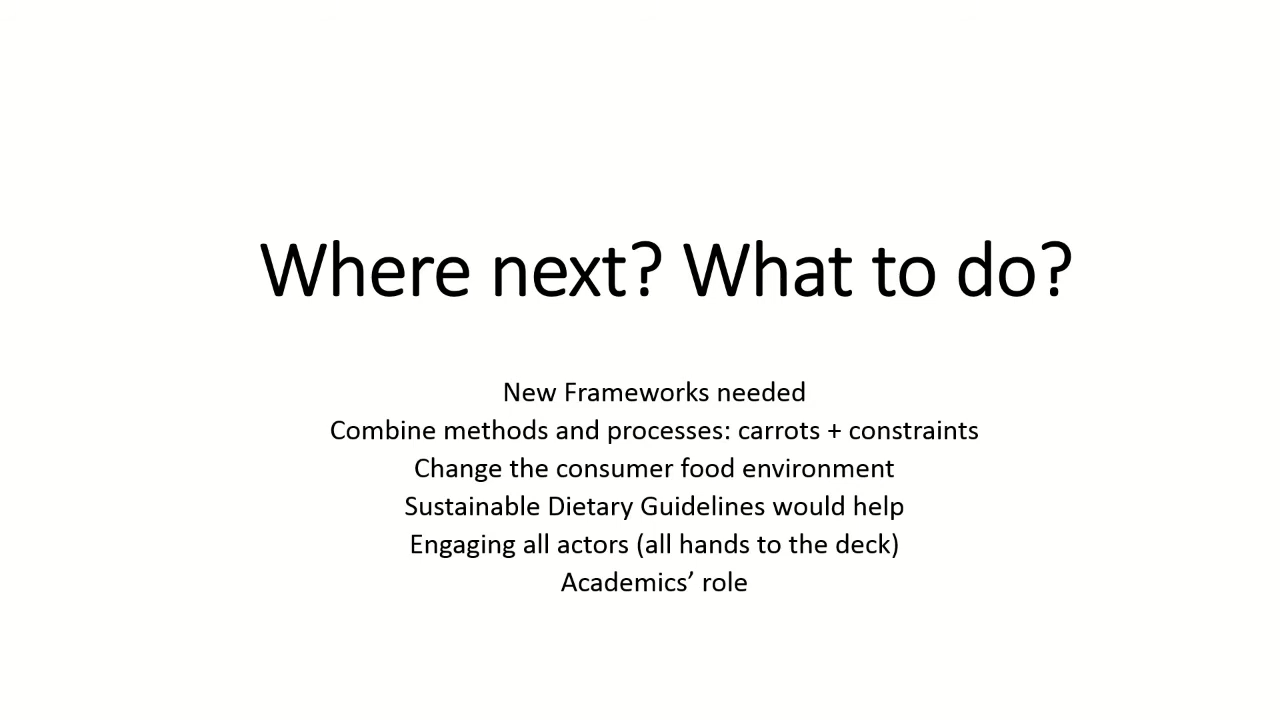 Where next? What to do?
New Frameworks needed
Combine methods and processes: carrots + constraints
Change the consumer food environment
Sustainable Dietary Guidelines would help
Engaging all actors (all hands to the deck)
Academics’ role